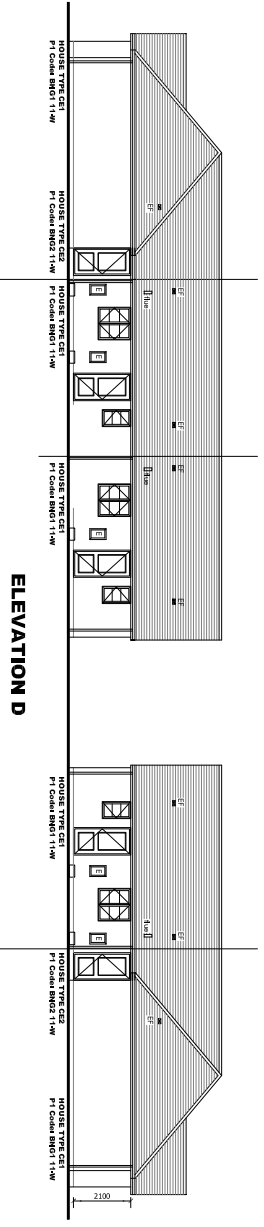 EF EF EF EF EF EF
EF EF
flue flue flue
E E E E E
2100
HOUSE TYPE CE1
P1 Code: BNG1 11-W
HOUSE TYPE CE2
P1 Code: BNG2 11-W
HOUSE TYPE CE1
P1 Code: BNG1 11-W
HOUSE TYPE CE1
P1 Code: BNG1 11-W
HOUSE TYPE CE1
P1 Code: BNG1 11-W
HOUSE TYPE CE2
P1 Code: BNG2 11-W
HOUSE TYPE CE1
P1 Code: BNG1 11-W
ELEVATION D